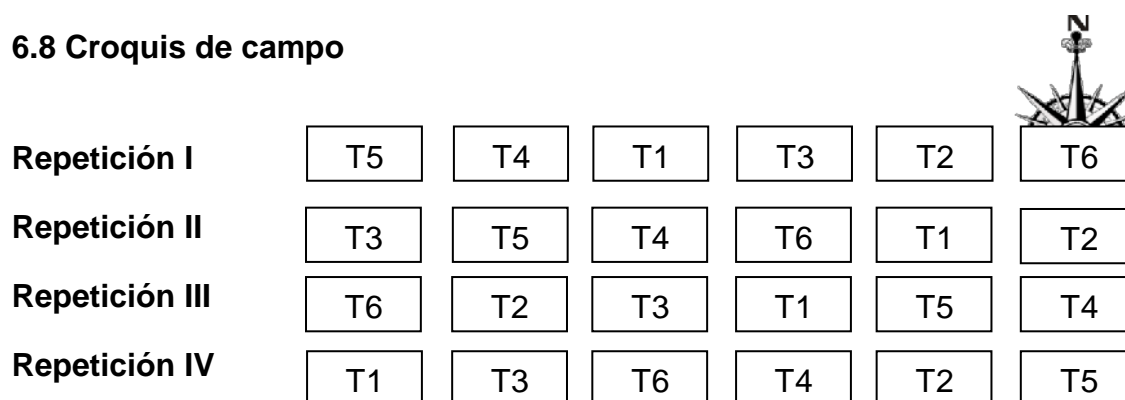 N
6.8 Croquis de campo
Repetición I T5 T4 T1 T3 T2 T6
Repetición II T3 T5 T4 T6 T1 T2
Repetición III T6 T2 T3 T1 T5 T4
Repetición IV T1 T3 T6 T4 T2 T5